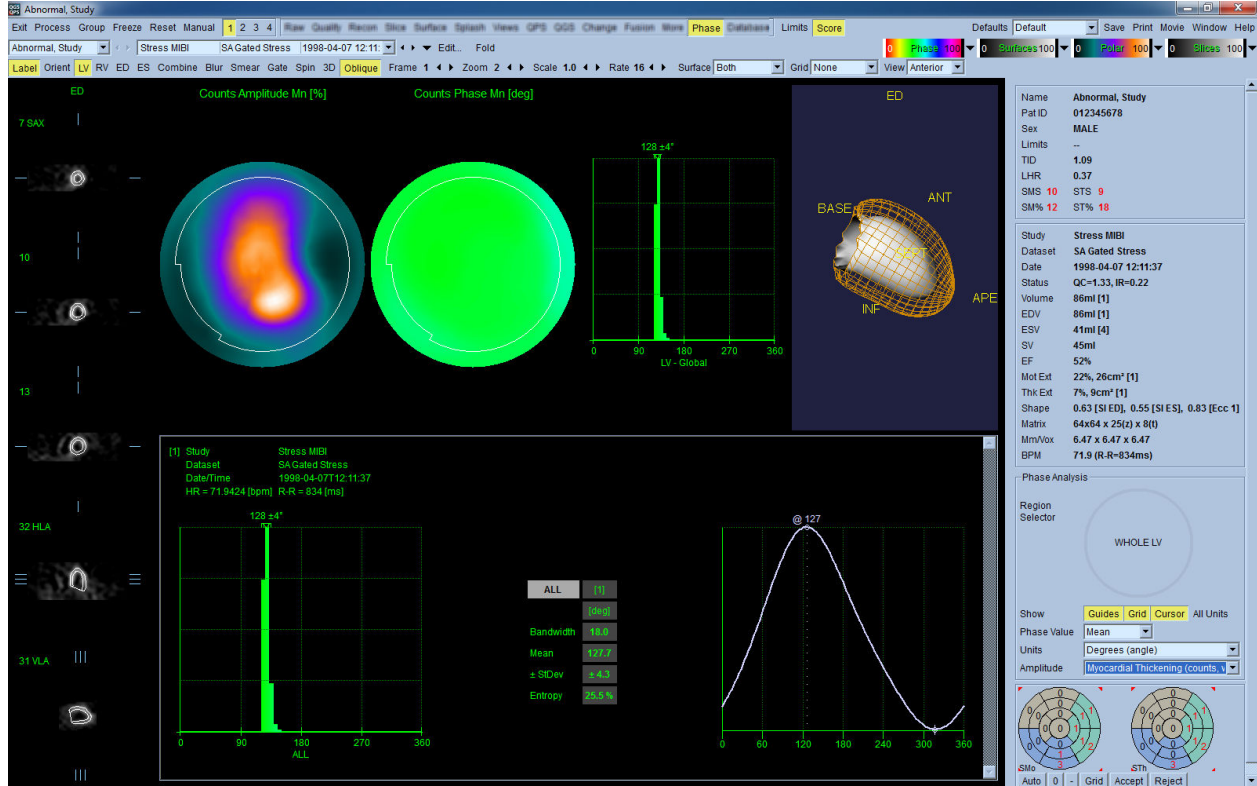 QGS QPS Abnormal, Study
Exit Process Group Freeze Reset Manual 1 2 3 4 Raw Quality Recon Slice Surface Splash Views QPS QGS Change Fusion More Phase Database Limits Score Defaults Default Save Print Movie Window Help
Abnormal, Study Stress MIBI SA Gated Stress 1998-04-07 12:11: Edit... Fold 0 Phase 100 0 Surfaces 100 0 Polar 100 0 Slices 100
Label Orient LV RV ED ES Combine Blur Smear Gate Spin 3D Oblique Frame 1 Zoom 2 Scale 1.0 Rate 16 Surface Both Grid None View Anterior
ED
7 SAX
10
13
32 HLA
31 VLA
Counts Amplitude Mn [%]
Counts Phase Mn [deg]
128 ±4°
0 90 180 270 360
LV - Global
ED
ANT
BASE
SEPT
APE
INF
[1] Study Stress MIBI
Dataset SA Gated Stress
Date/Time 1998-04-07T12:11:37
HR = 71.9424 [bpm] R-R = 834 [ms]
128 ±4°
0 90 180 270 360
ALL
ALL [1]
[deg]
Bandwidth 18.0
Mean 127.7
± StDev ± 4.3
Entropy 25.5 %
@ 127
0 60 120 180 240 300 360
Name Abnormal, Study
Pat ID 012345678
Sex MALE
Limits --
TID 1.09
LHR 0.37
SMS 10 STS 9
SM% 12 ST% 18
Study Stress MIBI
Dataset SA Gated Stress
Date 1998-04-07 12:11:37
Status QC=1.33, IR=0.22
Volume 86ml [1]
EDV 86ml [1]
ESV 41ml [4]
SV 45ml
EF 52%
Mot Ext 22%, 26cm² [1]
Thk Ext 7%, 9cm² [1]
Shape 0.63 [SI ED], 0.55 [SI ES], 0.83 [Ecc 1]
Matrix 64x64 x 25(z) x 8(t)
Mm/Vox 6.47 x 6.47 x 6.47
BPM 71.9 (R-R=834ms)
Phase Analysis
Region
Selector
WHOLE LV
Show Guides Grid Cursor All Units
Phase Value Mean
Units Degrees (angle)
Amplitude Myocardial Thickening (counts, v
SMo STh
Auto 0 - Grid Accept Reject